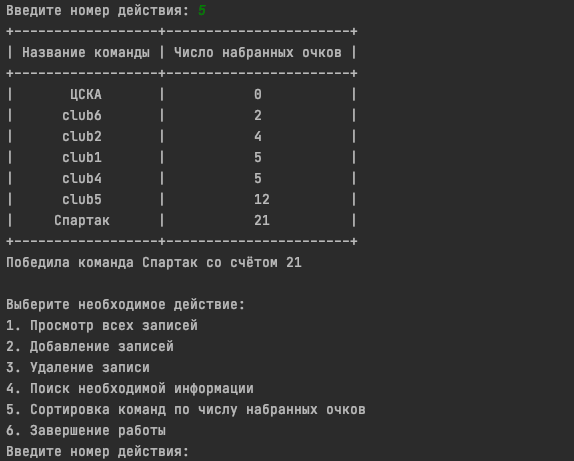 Введите номер действия: 5
+------------------+-----------------------+
| Название команды | Число набранных очков |
+------------------+-----------------------+
|       ЦСКА       |           0           |
|      club6       |           2           |
|      club2       |           4           |
|      club1       |           5           |
|      club4       |           5           |
|      club5       |           12          |
|     Спартак      |           21          |
+------------------+-----------------------+
Победила команда Спартак со счётом 21

Выберите необходимое действие:
1. Просмотр всех записей
2. Добавление записей
3. Удаление записи
4. Поиск необходимой информации
5. Сортировка команд по числу набранных очков
6. Завершение работы
Введите номер действия: